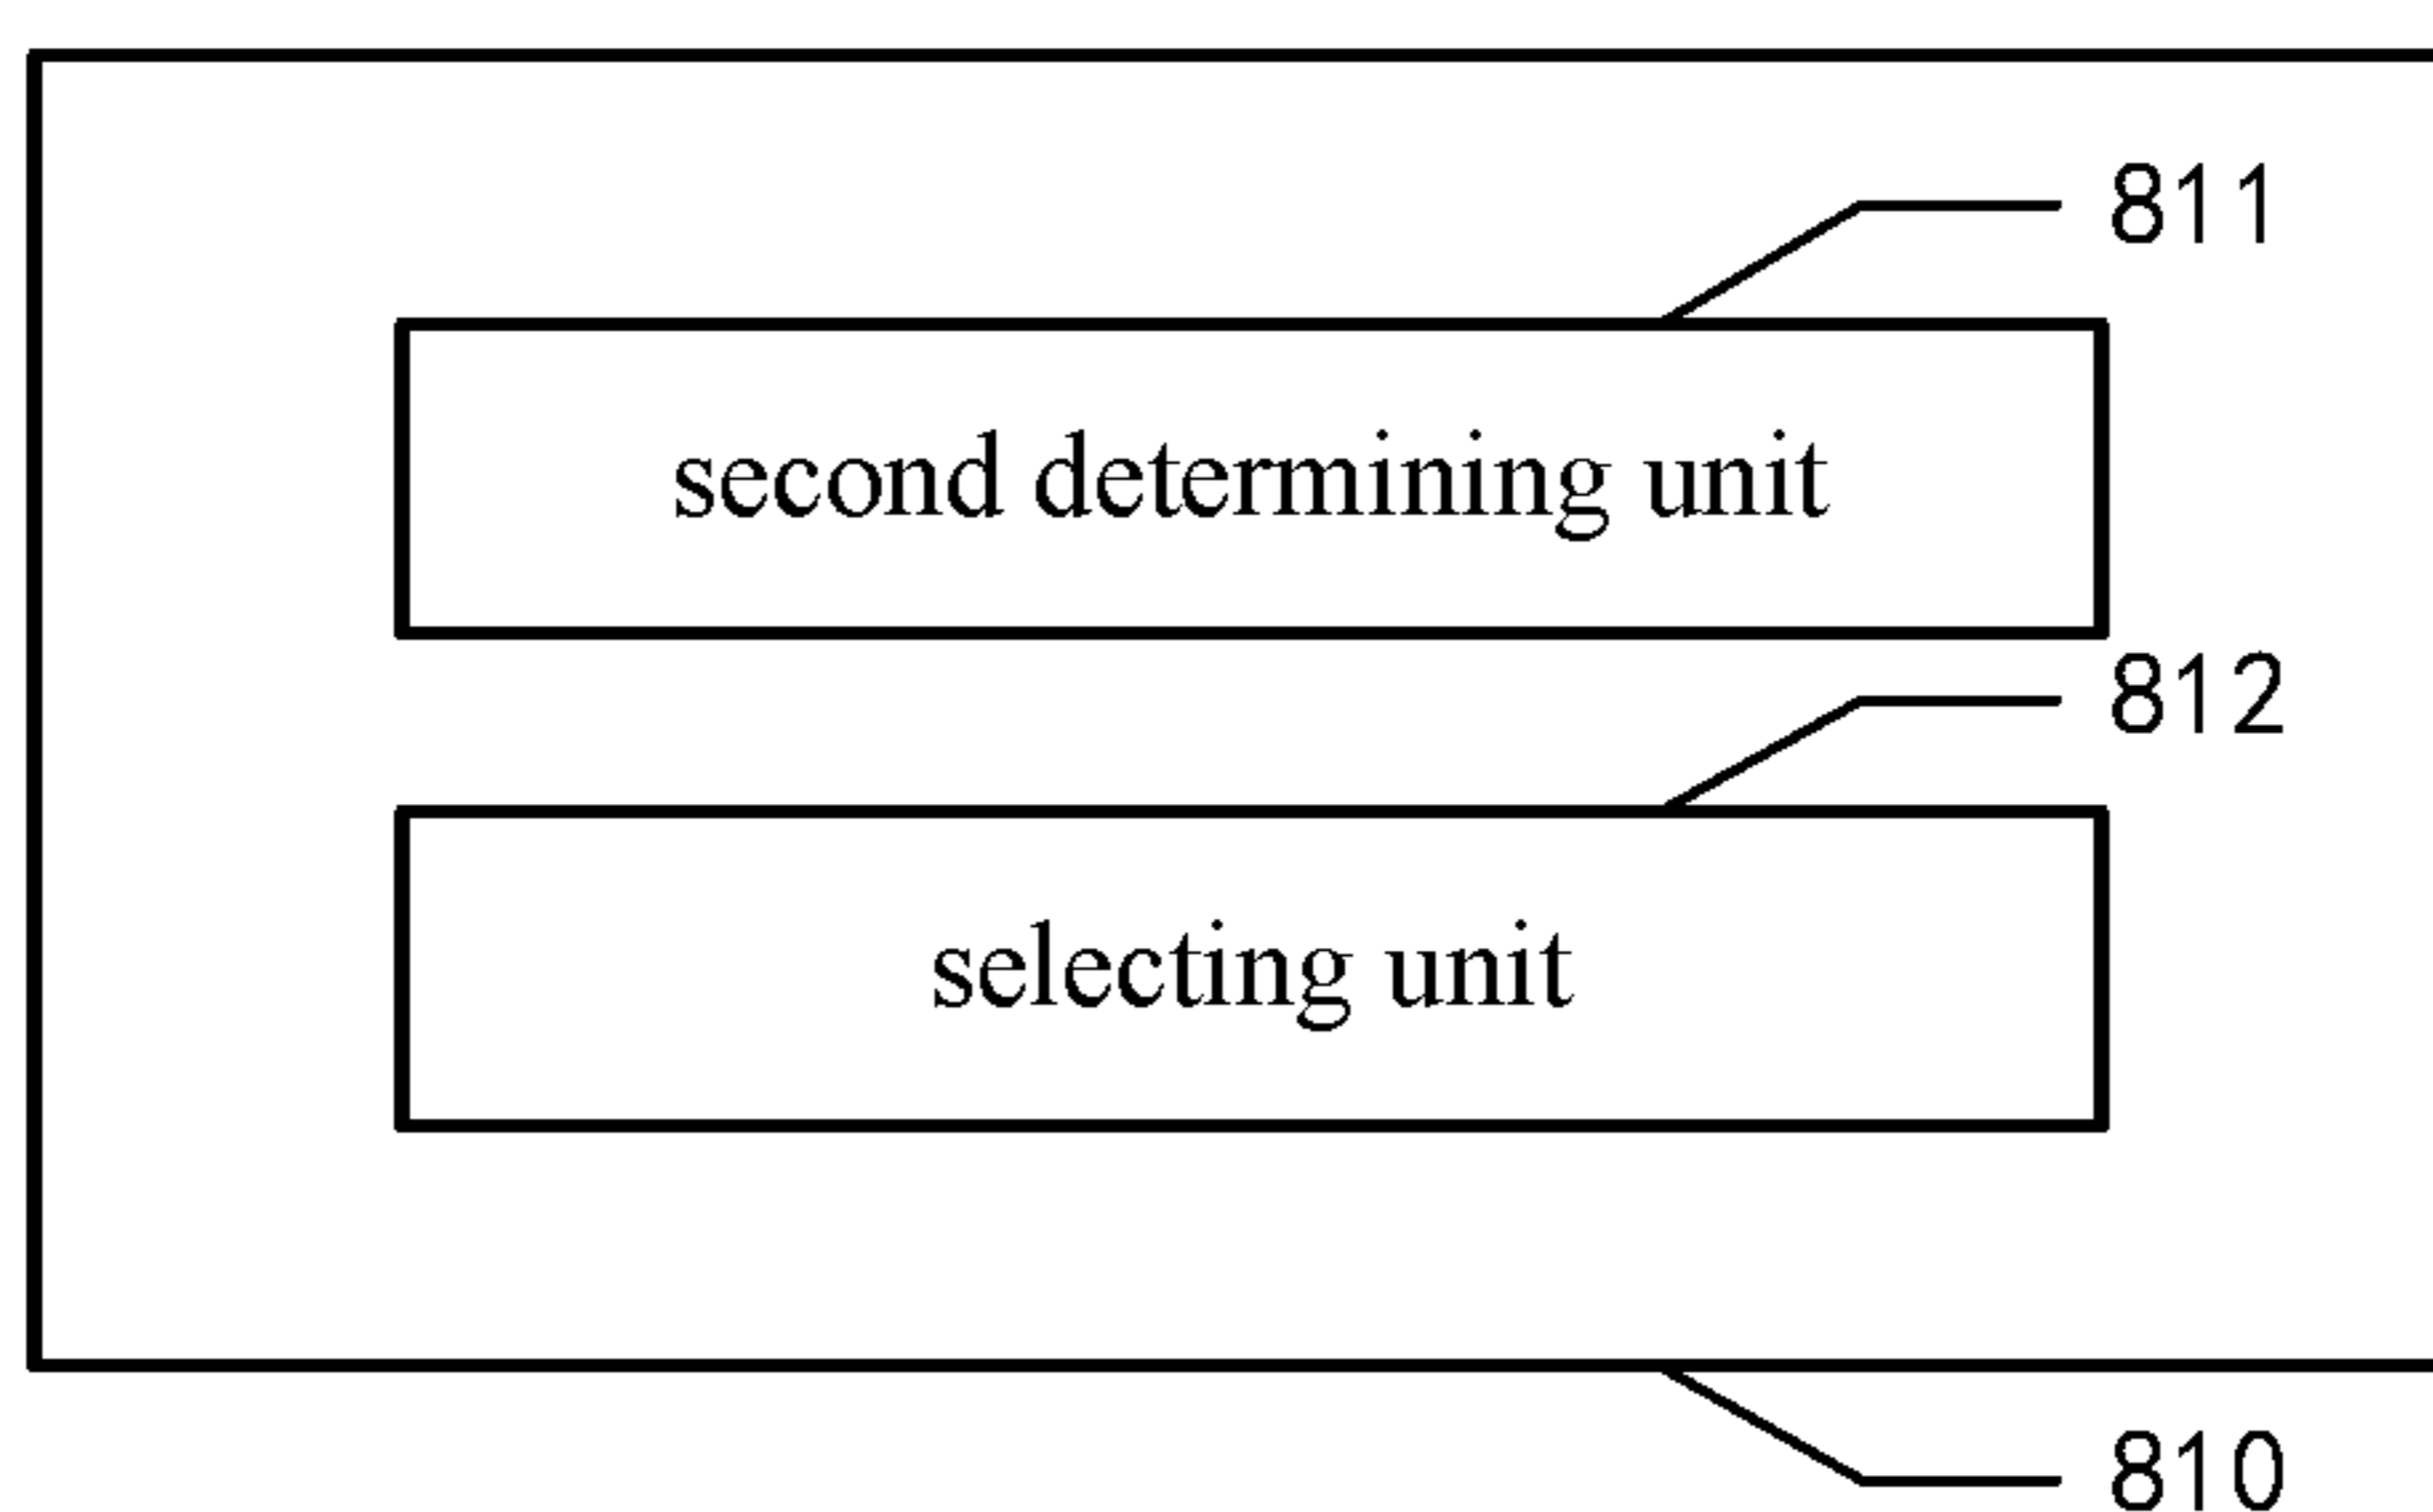 811
second determining unit
812
selecting unit
810